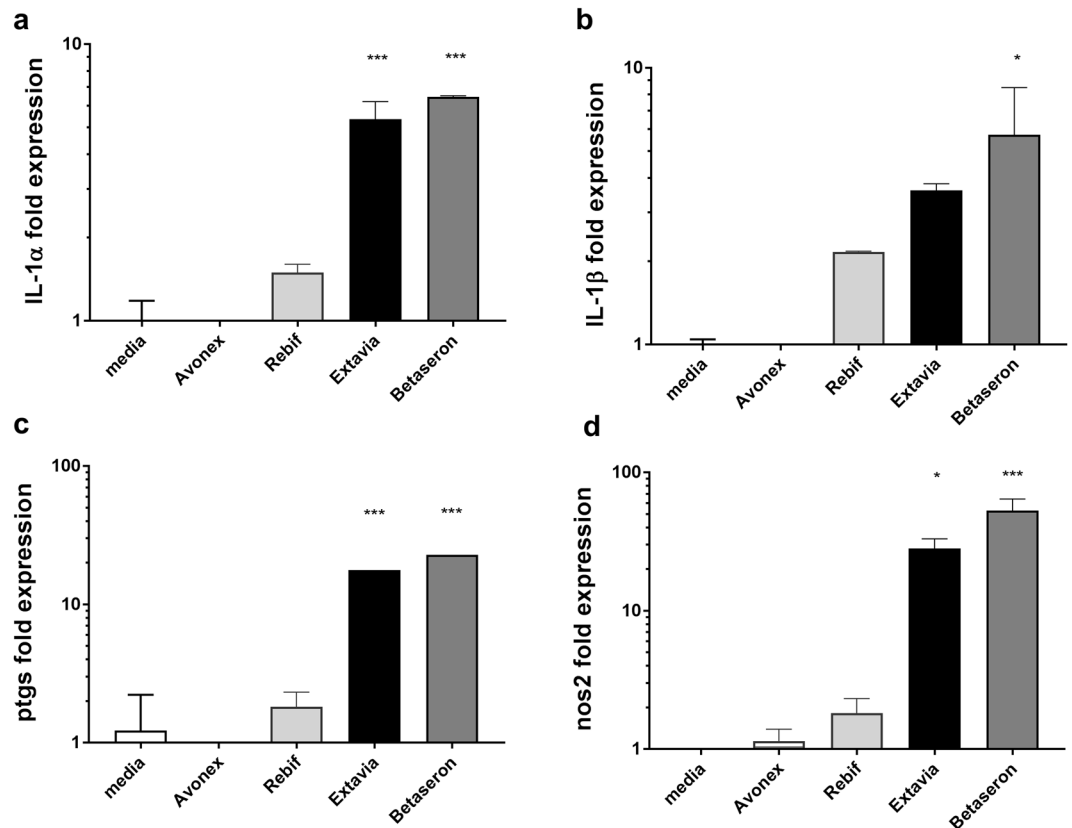 a
IL-1α fold expression
10
***
***
1
media
Avonex
Rebif
Extavia
Betaseron
b
IL-1β fold expression
10
*
1
media
Avonex
Rebif
Extavia
Betaseron
c
ptgs fold expression
100
10
1
***
***
media
Avonex
Rebif
Extavia
Betaseron
d
nos2 fold expression
100
10
1
*
***
media
Avonex
Rebif
Extavia
Betaseron